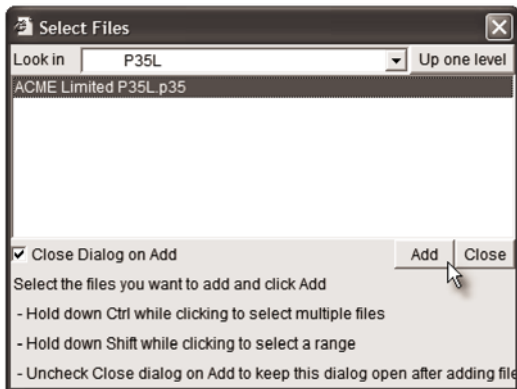 Select Files
Look in P35L Up one level
ACME Limited P35L.p35
Close Dialog on Add Add Close
Select the files you want to add and click Add
- Hold down Ctrl while clicking to select multiple files
- Hold down Shift while clicking to select a range
- Uncheck Close dialog on Add to keep this dialog open after adding file